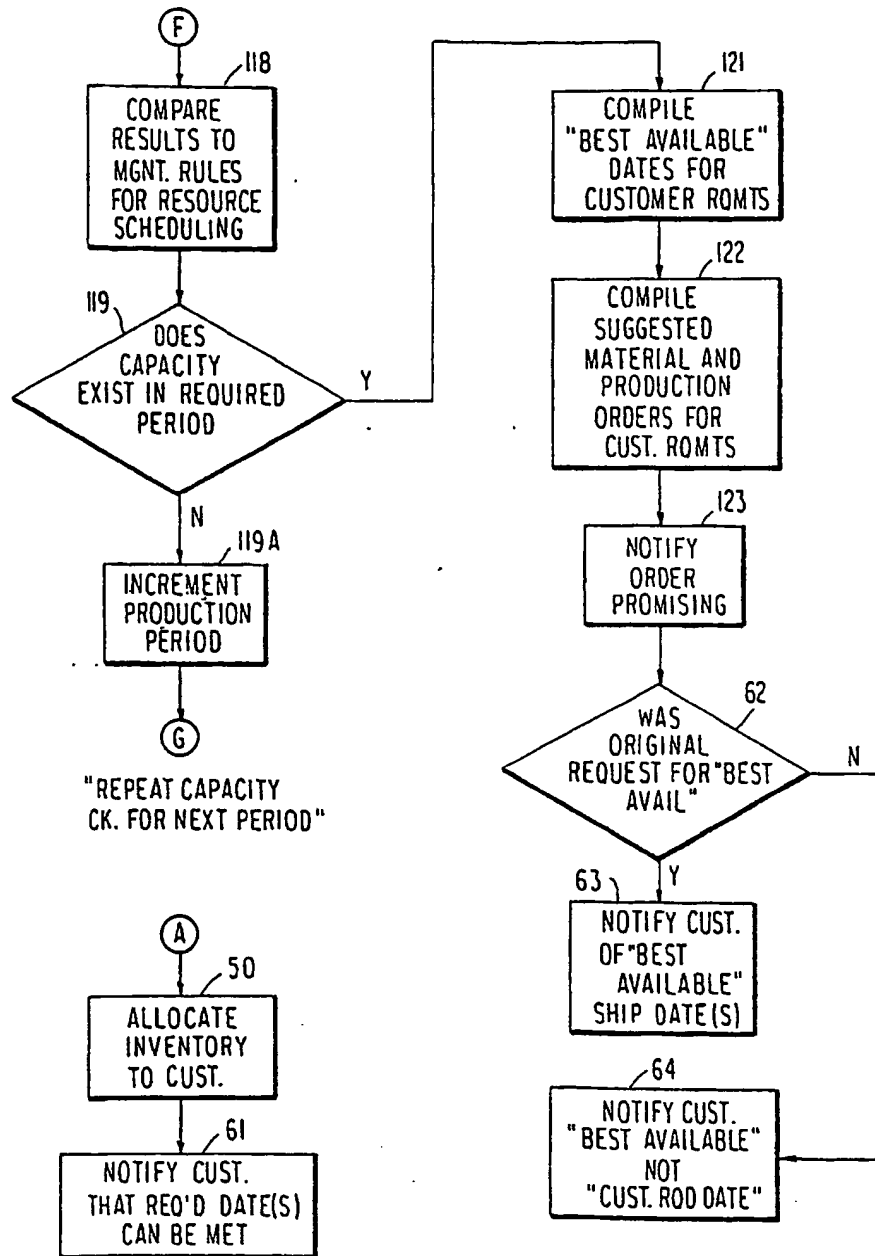 F
118
COMPARE
RESULTS TO
MGNT. RULES
FOR RESOURCE
SCHEDULING
119
DOES
CAPACITY
EXIST IN REQUIRED
PERIOD
Y
N
119A
INCREMENT
PRODUCTION
PERIOD
G
"REPEAT CAPACITY
CK. FOR NEXT PERIOD"
A
50
ALLOCATE
INVENTORY
TO CUST.
61
NOTIFY CUST.
THAT REQ'D DATE(S)
CAN BE MET
121
COMPILE
"BEST AVAILABLE"
DATES FOR
CUSTOMER RQMTS
122
COMPILE
SUGGESTED
MATERIAL AND
PRODUCTION
ORDERS FOR
CUST. RQMTS
123
NOTIFY
ORDER
PROMISING
62
WAS
ORIGINAL
REQUEST FOR "BEST
AVAIL"
N
Y
63
NOTIFY CUST.
OF "BEST
AVAILABLE"
SHIP DATE(S)
64
NOTIFY CUST.
"BEST AVAILABLE"
NOT
"CUST. RQD DATE"